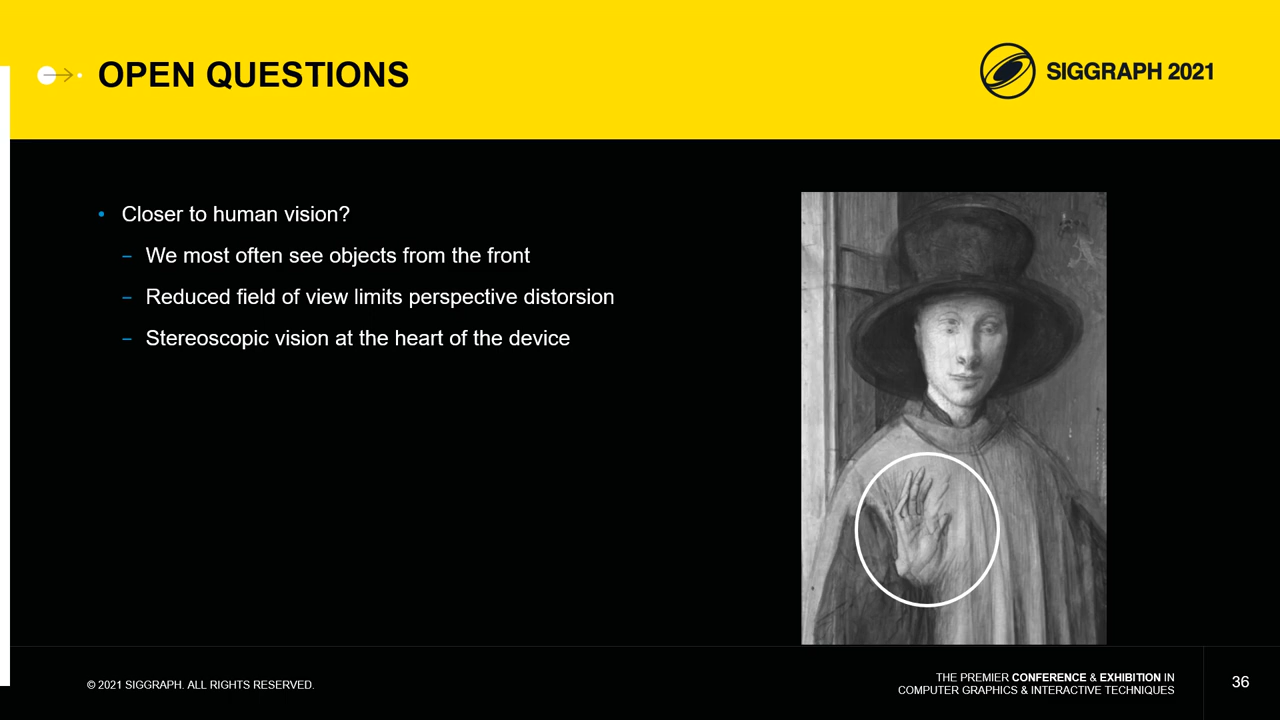 OPEN QUESTIONS
SIGGRAPH 2021
• Closer to human vision?
– We most often see objects from the front
– Reduced field of view limits perspective distorsion
– Stereoscopic vision at the heart of the device
© 2021 SIGGRAPH. ALL RIGHTS RESERVED.
THE PREMIER CONFERENCE & EXHIBITION IN
COMPUTER GRAPHICS & INTERACTIVE TECHNIQUES
36